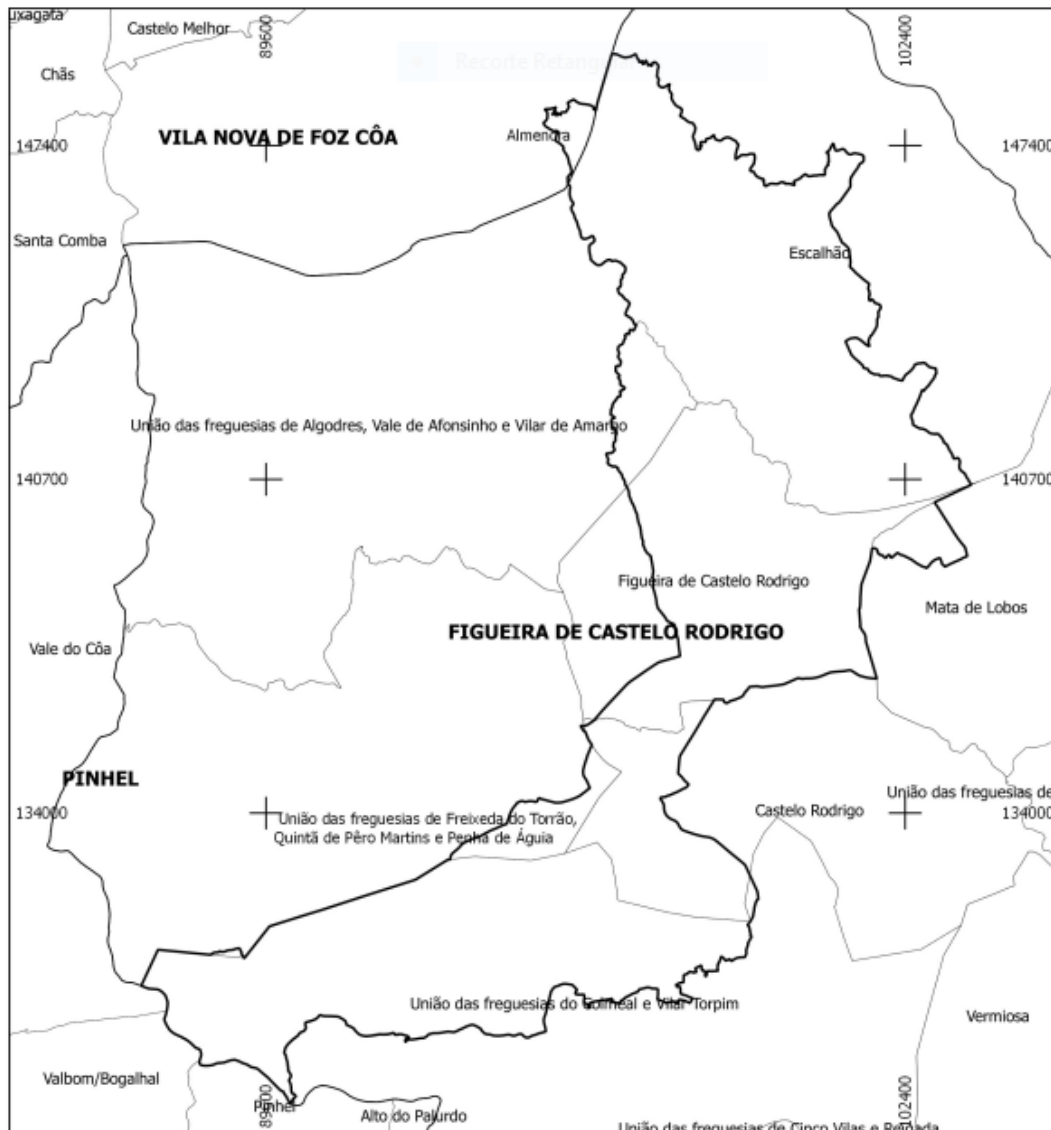 uxagata
Castelo Melhor
89600
102400
Chãs
Recorte Retang
VILA NOVA DE FOZ CÔA
Almendra
147400
147400
Santa Comba
Escalhão
União das freguesias de Algodres, Vale de Afonsinho e Vilar de Amargo
140700
140700
Figueira de Castelo Rodrigo
Mata de Lobos
FIGUEIRA DE CASTELO RODRIGO
Vale do Côa
PINHEL
União das freguesias de
134000
Castelo Rodrigo
134000
União das freguesias de Freixeda do Torrão,
Quintã de Pêro Martins e Penha de Águia
União das freguesias do Colmeal e Vilar Torpim
Vermiosa
Valbom/Bogalhal
89600
102400
Pinhel
Alto do Palurdo
União das freguesias de Cinco Vilas e Reigada